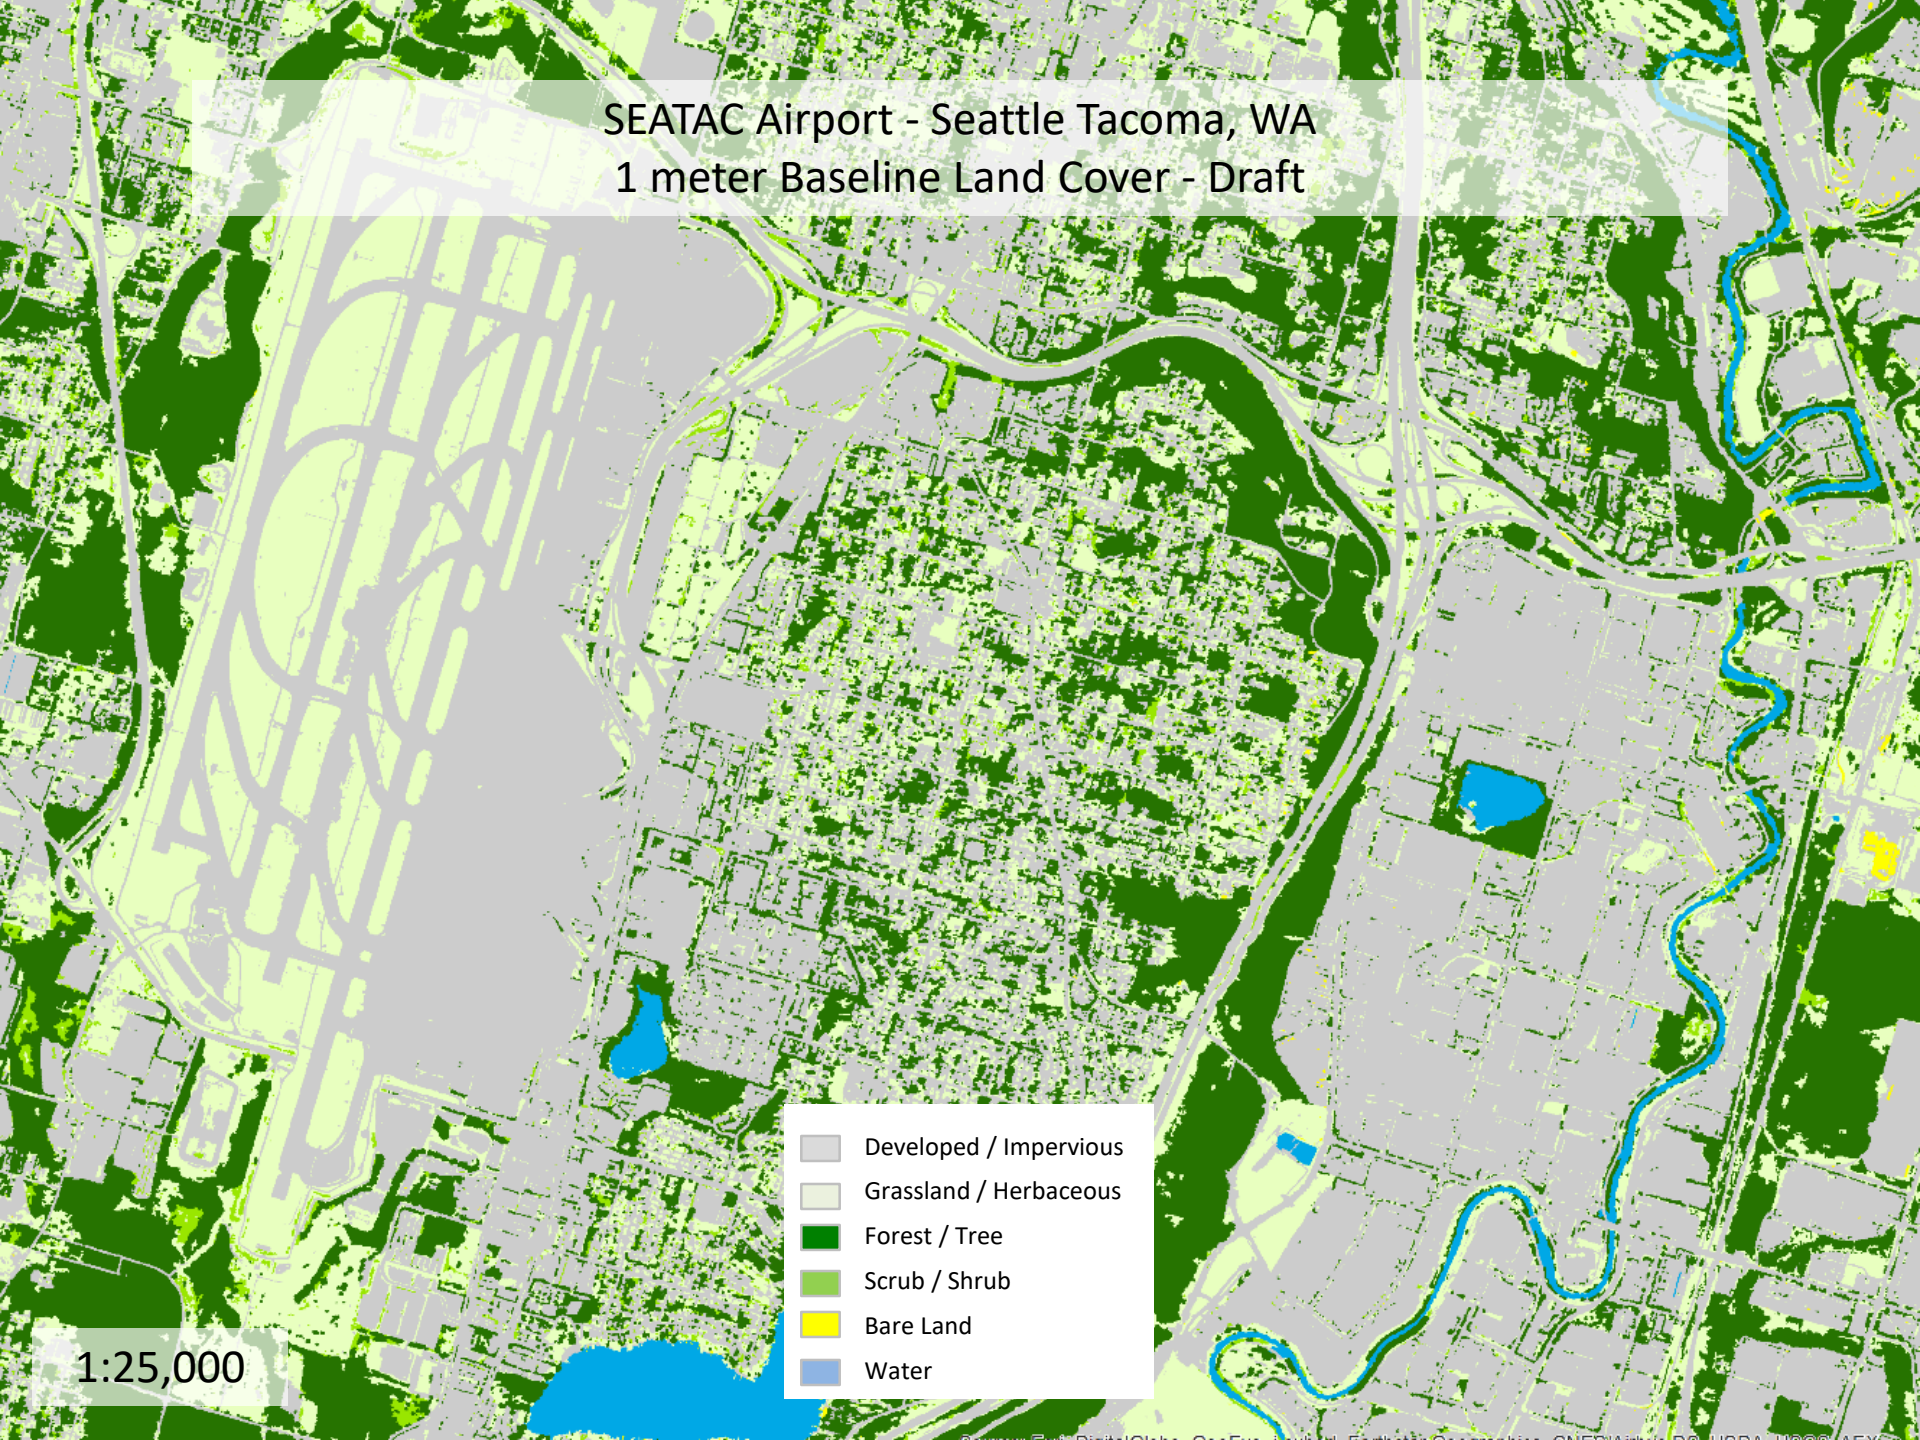 SEATAC Airport - Seattle Tacoma, WA
1 meter Baseline Land Cover - Draft
Developed / Impervious
Grassland / Herbaceous
Forest / Tree
Scrub / Shrub
Bare Land
Water
1:25,000